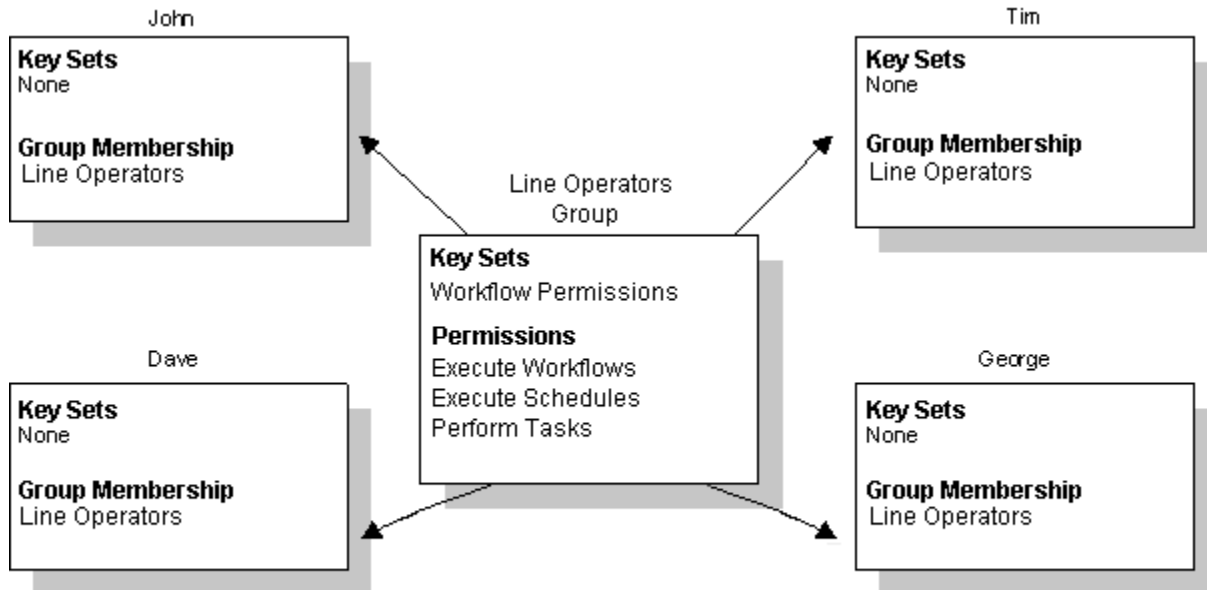 John
Key Sets
None
Group Membership
Line Operators
Tim
Key Sets
None
Group Membership
Line Operators
Line Operators
Group
Key Sets
Workflow Permissions
Permissions
Execute Workflows
Execute Schedules
Perform Tasks
Dave
Key Sets
None
Group Membership
Line Operators
George
Key Sets
None
Group Membership
Line Operators